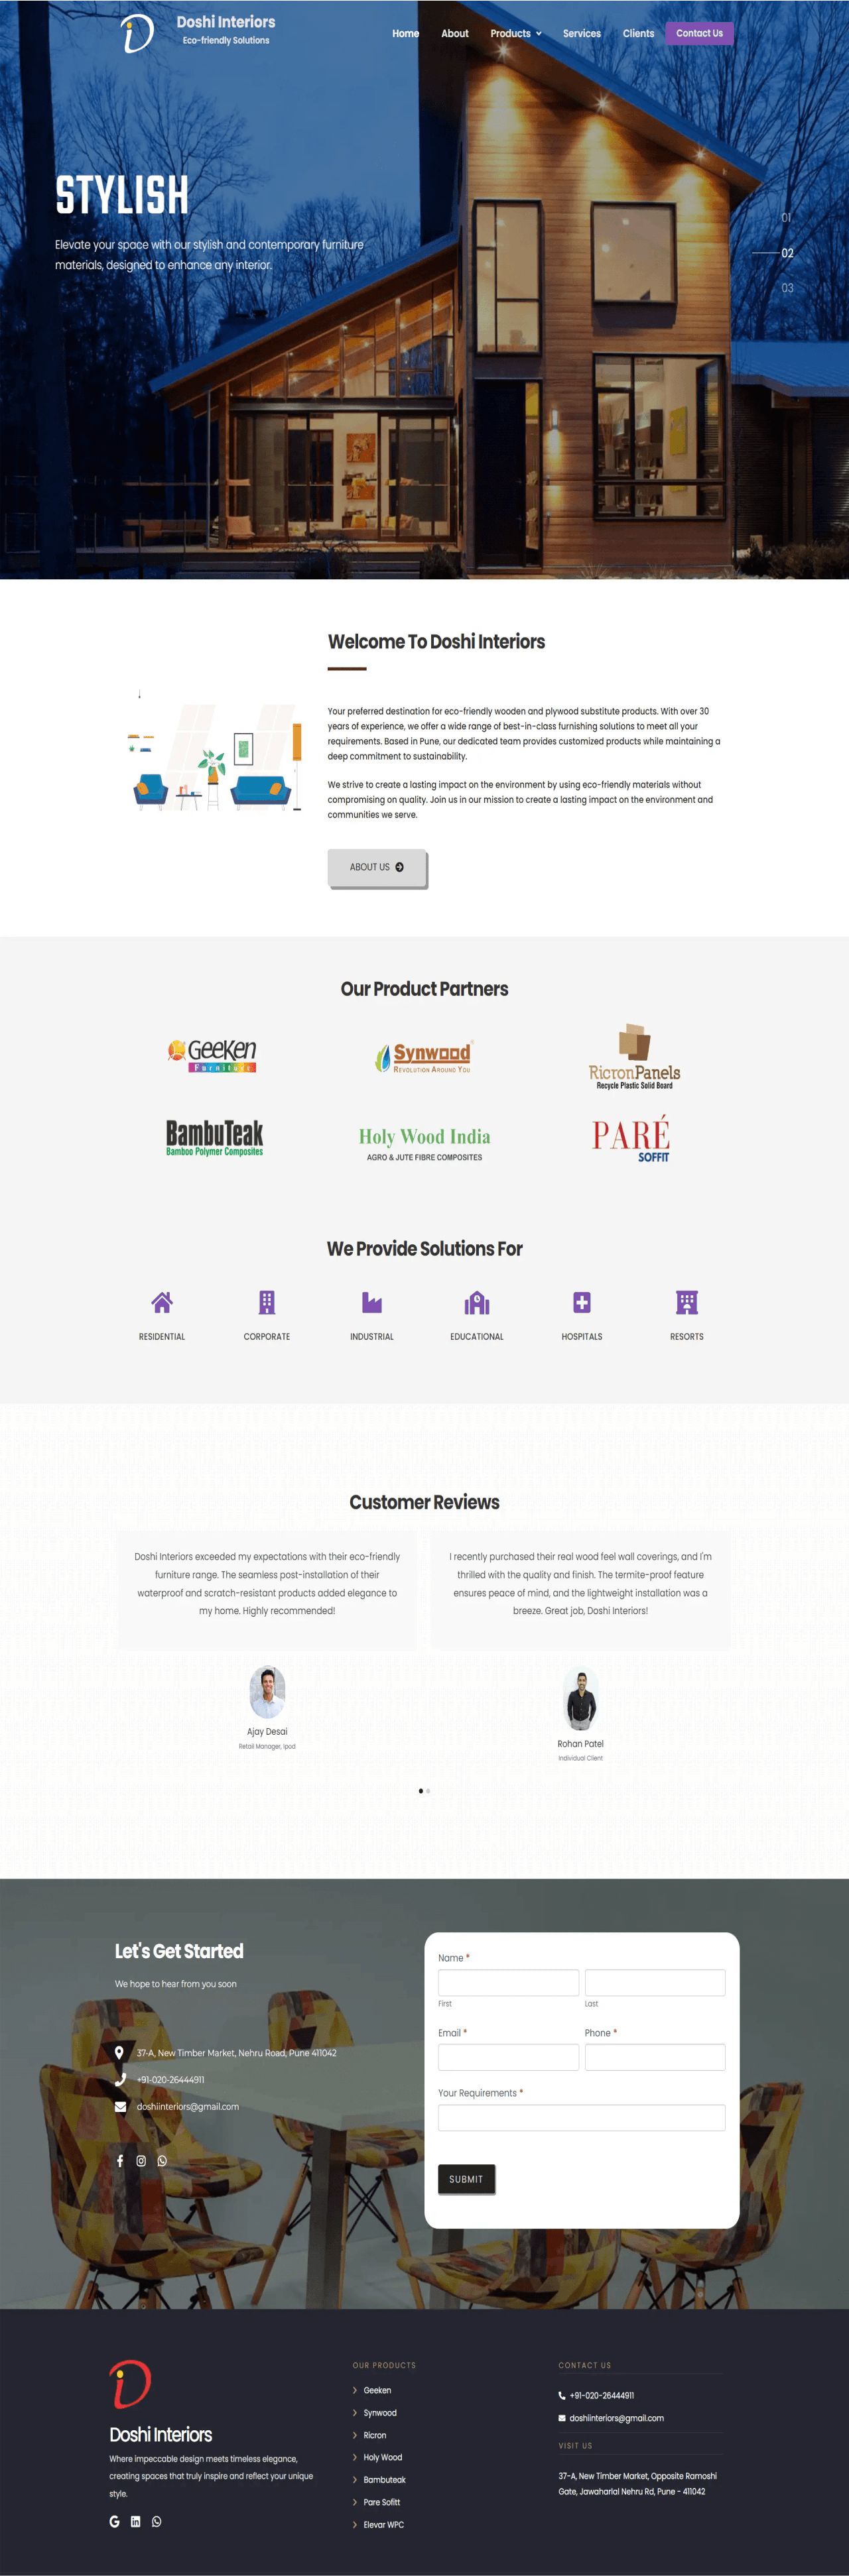 Doshi Interiors
Eco-friendly Solutions
Home About Products Services Clients Contact Us
STYLISH
Elevate your space with our stylish and contemporary furniture
materials, designed to enhance any interior.
01
02
03
Welcome To Doshi Interiors
Your preferred destination for eco-friendly wooden and plywood substitute products. With over 30
years of experience, we offer a wide range of best-in-class furnishing solutions to meet all your
requirements. Based in Pune, our dedicated team provides customized products while maintaining a
deep commitment to sustainability.
We strive to create a lasting impact on the environment by using eco-friendly materials without
compromising on quality. Join us in our mission to create a lasting impact on the environment and
communities we serve.
ABOUT US
Our Product Partners
GeeKen
Furniture
Synwood
REVOLUTION AROUND YOU
RicronPanels
Recycle Plastic Solid Board
BambuTeak
Bamboo Polymer Composites
Holy Wood India
AGRO & JUTE FIBRE COMPOSITES
PARÉ
SOFFIT
We Provide Solutions For
RESIDENTIAL CORPORATE INDUSTRIAL EDUCATIONAL HOSPITALS RESORTS
Customer Reviews
Doshi Interiors exceeded my expectations with their eco-friendly
furniture range. The seamless post-installation of their
waterproof and scratch-resistant products added elegance to
my home. Highly recommended!
Ajay Desai
Retail Manager, Ipod
I recently purchased their real wood feel wall coverings, and I'm
thrilled with the quality and finish. The termite-proof feature
ensures peace of mind, and the lightweight installation was a
breeze. Great job, Doshi Interiors!
Rohan Patel
Individual Client
Let's Get Started
We hope to hear from you soon
37-A, New Timber Market, Nehru Road, Pune 411042
+91-020-26444911
doshiinteriors@gmail.com
Name *
First Last
Email * Phone *
Your Requirements *
SUBMIT
Doshi Interiors
Where impeccable design meets timeless elegance,
creating spaces that truly inspire and reflect your unique
style.
OUR PRODUCTS
Geeken
Synwood
Ricron
Holy Wood
Bambuteak
Pare Sofitt
Elevar WPC
CONTACT US
+91-020-26444911
doshiinteriors@gmail.com
VISIT US
37-A, New Timber Market, Opposite Ramoshi
Gate, Jawaharlal Nehru Rd, Pune - 411042